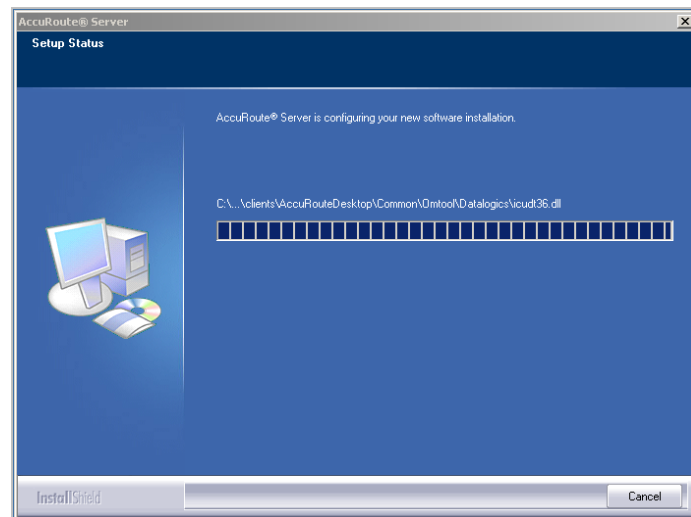 AccuRoute® Server
Setup Status
AccuRoute® Server is configuring your new software installation.
C:\...\clients\AccuRouteDesktop\Common\Omtool\Datalogics\icudt36.dll
InstallShield
Cancel